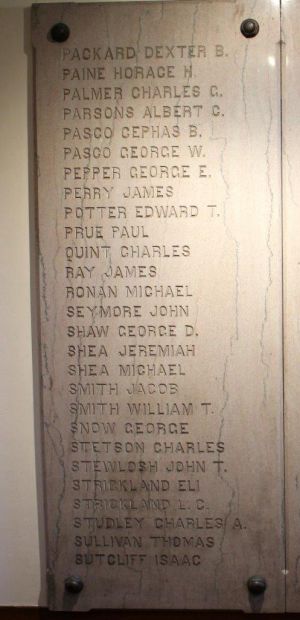 PACKARD DEXTER B.
PAINE HORACE H.
PALMER CHARLES G.
PARSONS ALBERT C.
PASCO CEPHAS B.
PASCO GEORGE W.
PEPPER GEORGE E.
PERRY JAMES
POTTER EDWARD T.
PRUE PAUL
QUINT CHARLES
RAY JAMES
RONAN MICHAEL
SEYMORE JOHN
SHAW GEORGE D.
SHEA JEREMIAH
SHEA MICHAEL
SMITH JACOB
SMITH WILLIAM T.
SNOW GEORGE
STETSON CHARLES
STEWLOSH JOHN T.
STRICKLAND ELI
STRICKLAND L. C.
STUDLEY CHARLES A.
SULLIVAN THOMAS
SUTCLIFF ISAAC